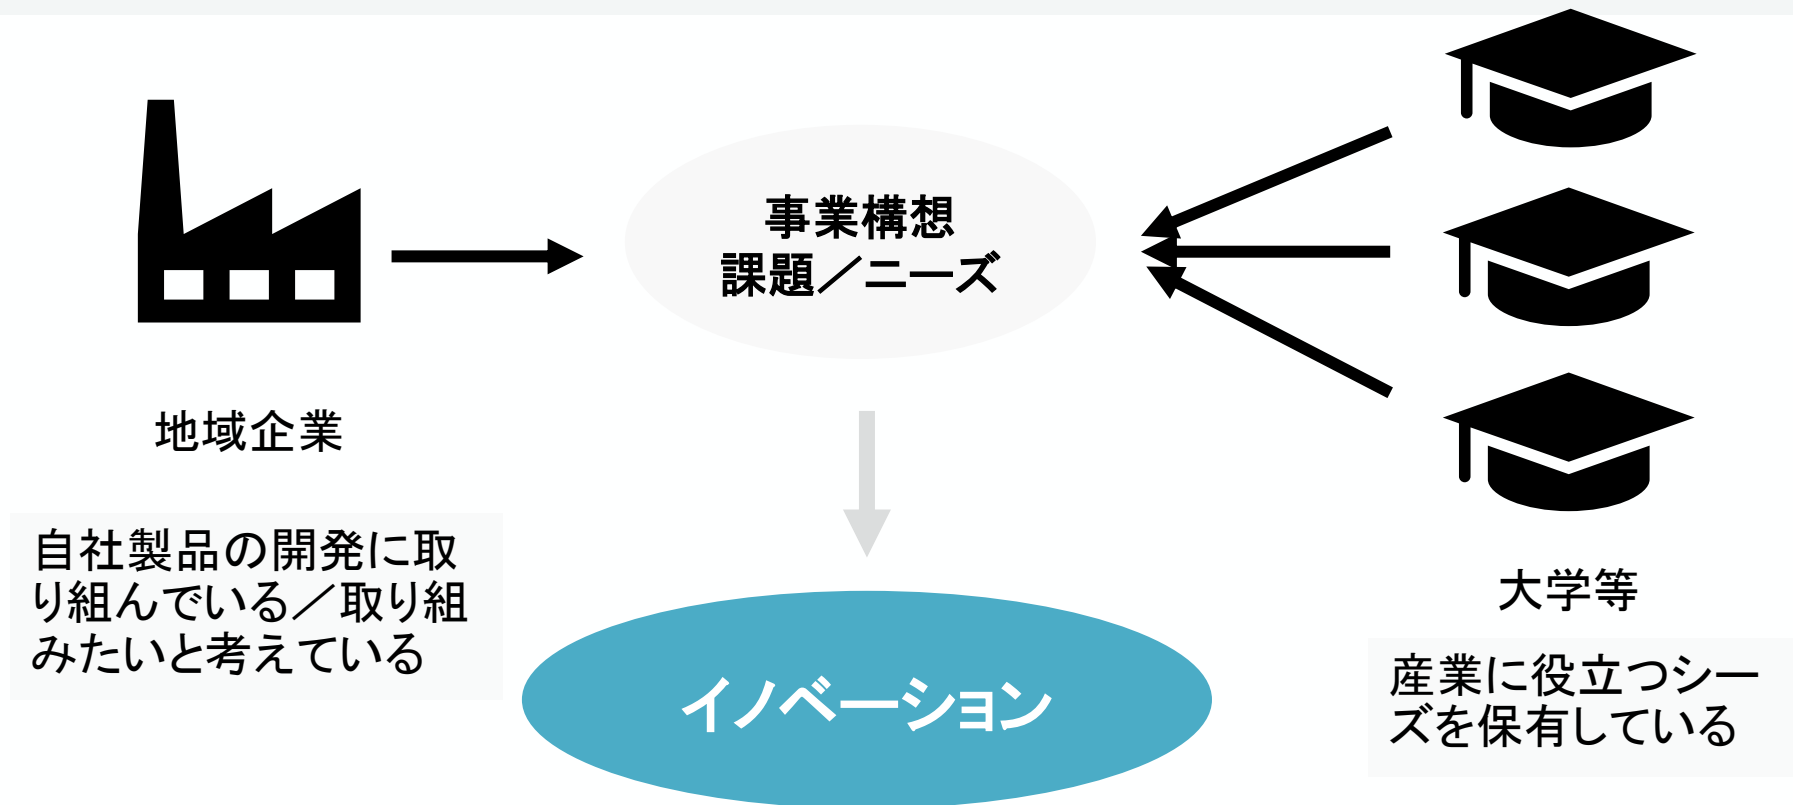 事業構想
課題／ニーズ
地域企業
自社製品の開発に取
り組んでいる／取り組
みたいと考えている
イノベーション
大学等
産業に役立つシー
ズを保有している